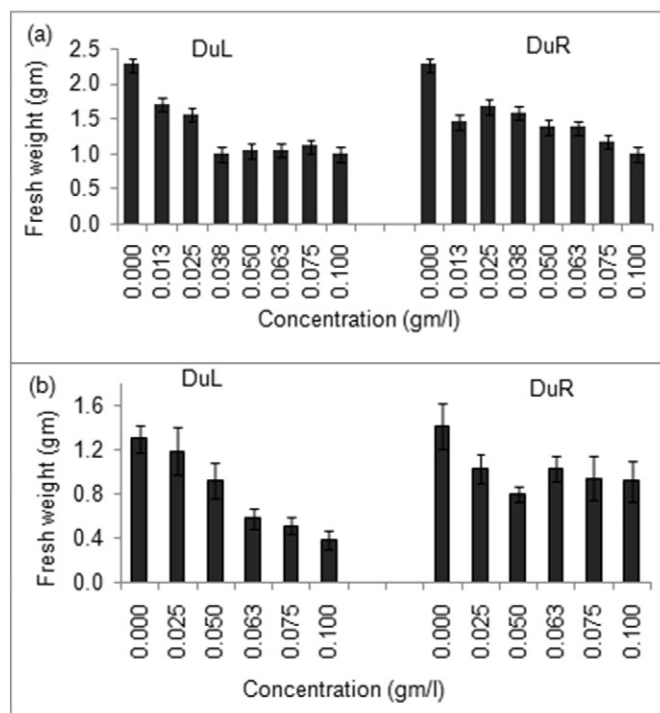 (a)
DuL DuR
Fresh weight (gm)
2.5
2.0
1.5
1.0
0.5
0.0
0.000 0.013 0.025 0.038 0.050 0.063 0.075 0.100 0.000 0.013 0.025 0.038 0.050 0.063 0.075 0.100
Concentration (gm/l)
(b)
DuL DuR
Fresh weight (gm)
1.6
1.2
0.8
0.4
0.0
0.000 0.025 0.050 0.063 0.075 0.100 0.000 0.025 0.050 0.063 0.075 0.100
Concentration (gm/l)